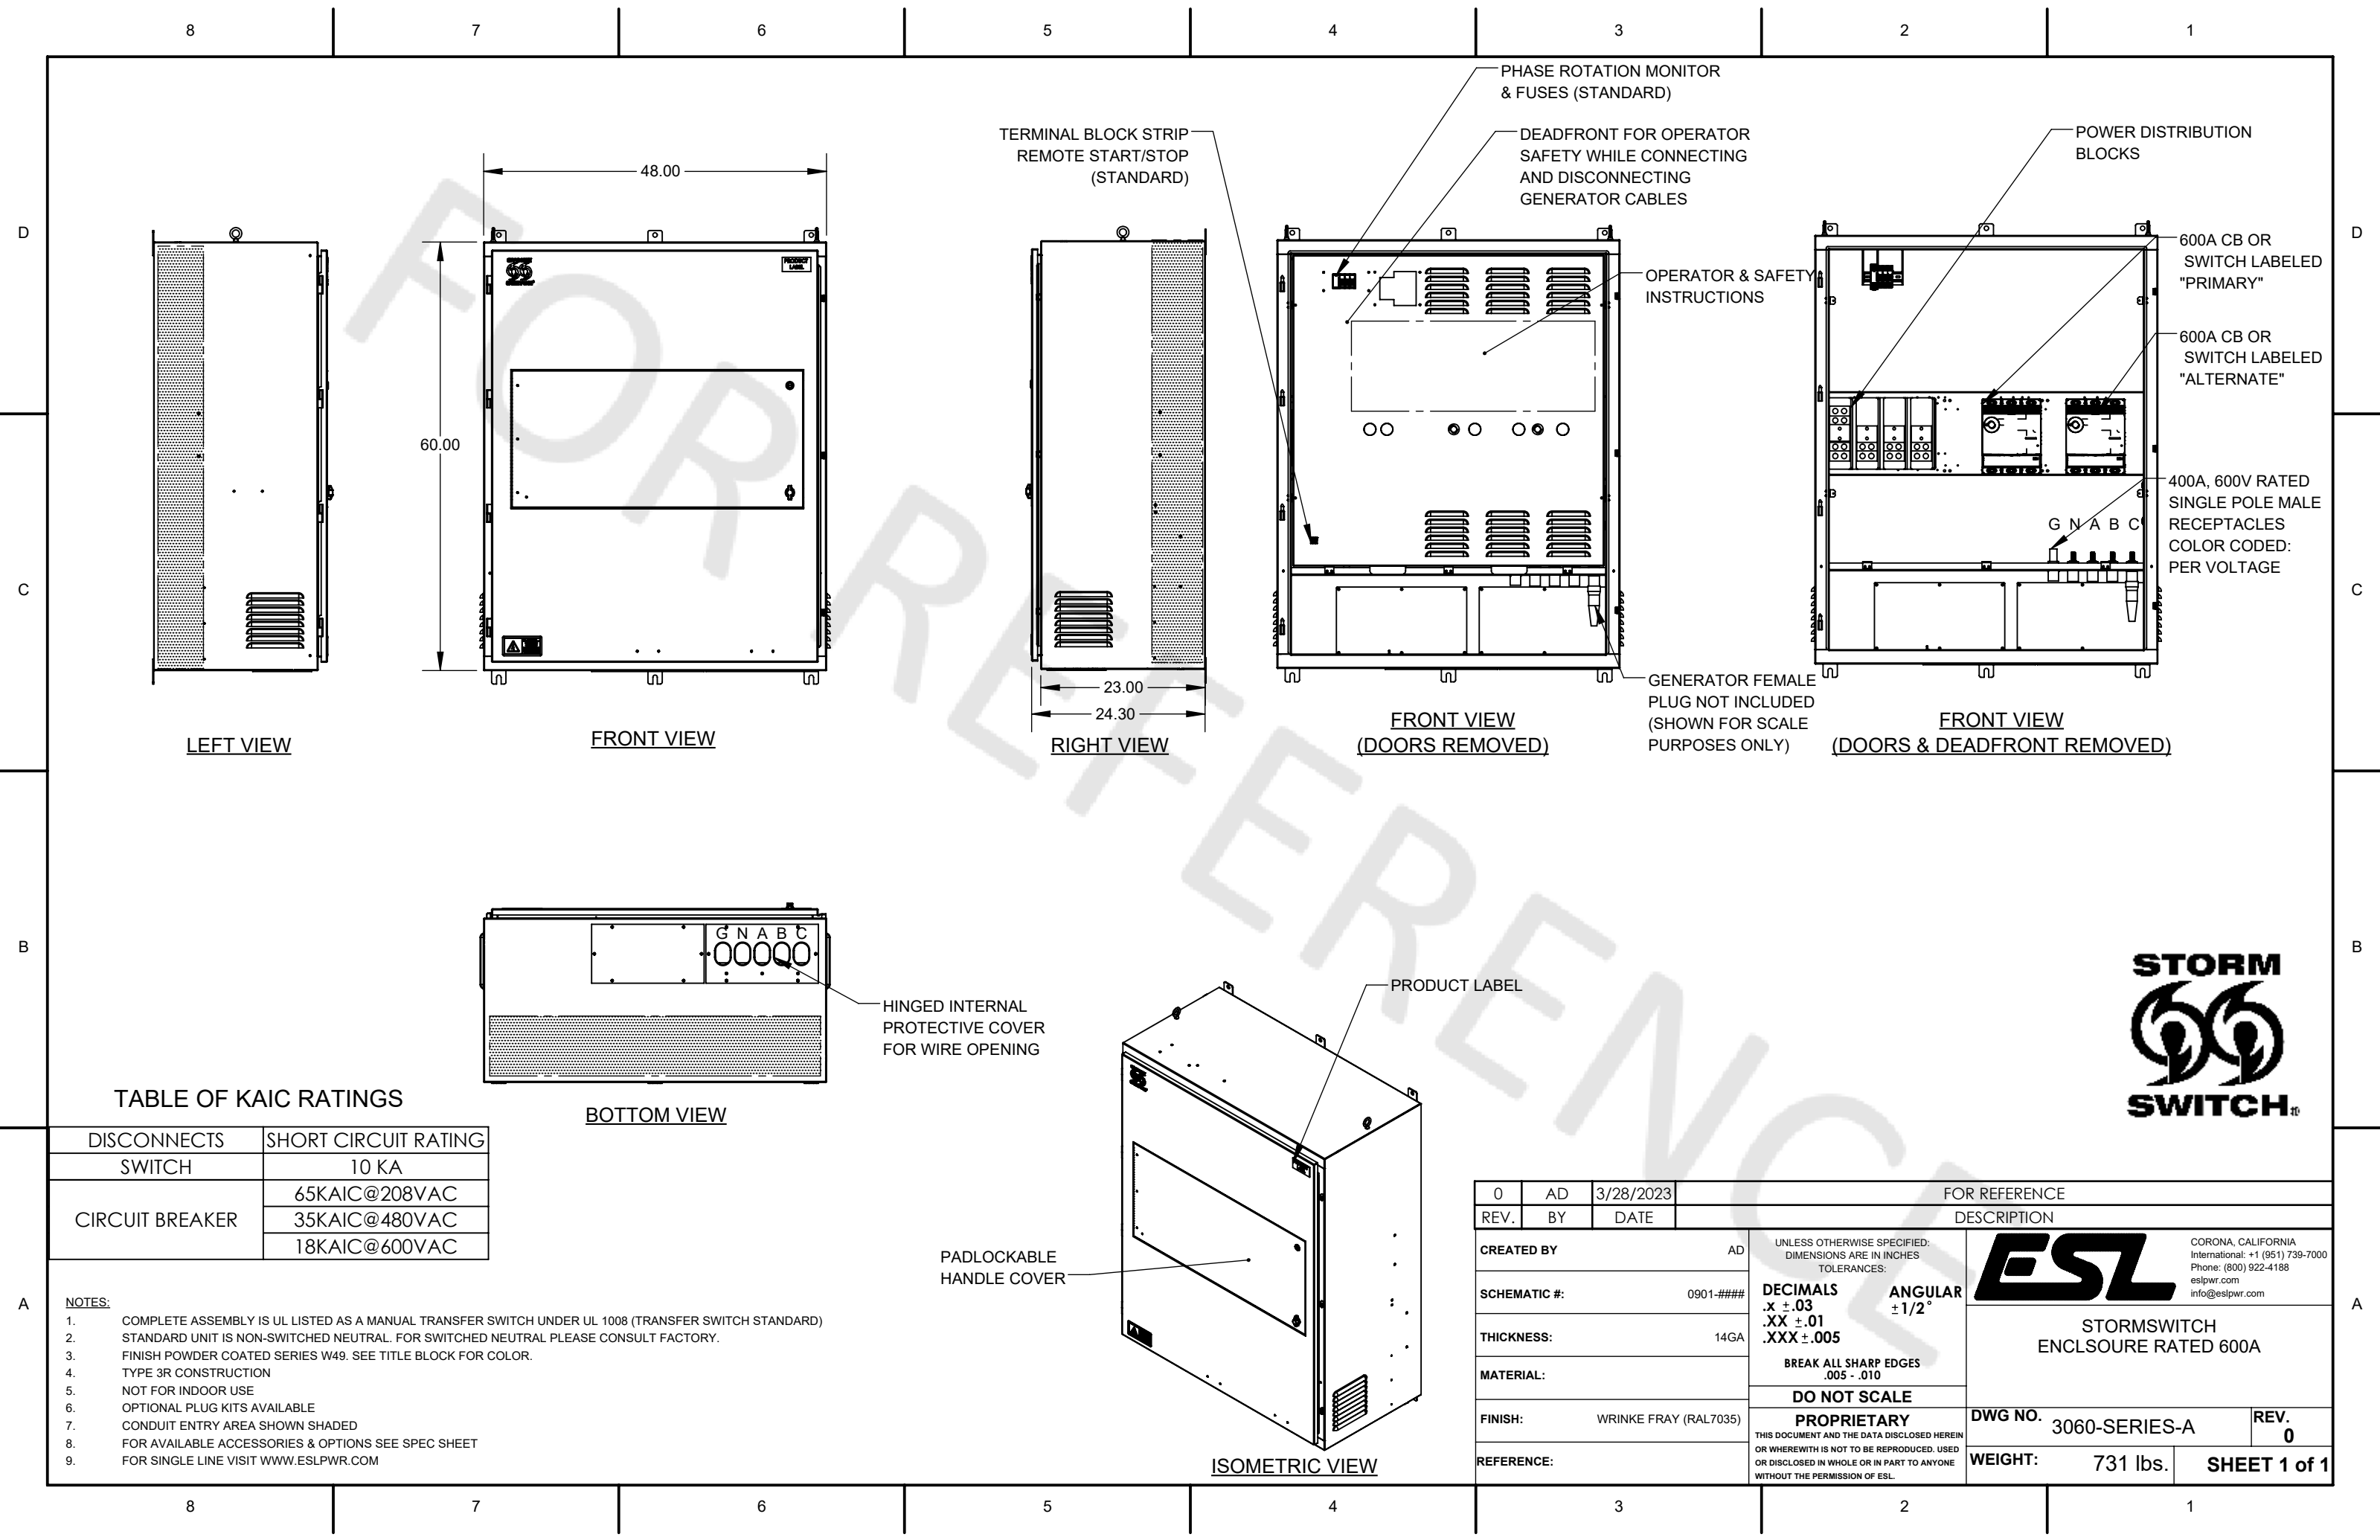 8 7 6 5 4 3 2 1
D
C
B
A
D
C
B
A
FOR REFERENCE
48.00
60.00
PRODUCT
LABEL
LEFT VIEW
FRONT VIEW
23.00
24.30
RIGHT VIEW
TERMINAL BLOCK STRIP
REMOTE START/STOP
(STANDARD)
PHASE ROTATION MONITOR
& FUSES (STANDARD)
DEADFRONT FOR OPERATOR
SAFETY WHILE CONNECTING
AND DISCONNECTING
GENERATOR CABLES
OPERATOR & SAFETY
INSTRUCTIONS
GENERATOR FEMALE
PLUG NOT INCLUDED
(SHOWN FOR SCALE
PURPOSES ONLY)
FRONT VIEW
(DOORS REMOVED)
POWER DISTRIBUTION
BLOCKS
600A CB OR
SWITCH LABELED
"PRIMARY"
600A CB OR
SWITCH LABELED
"ALTERNATE"
400A, 600V RATED
SINGLE POLE MALE
RECEPTACLES
COLOR CODED:
PER VOLTAGE
G N A B C
FRONT VIEW
(DOORS & DEADFRONT REMOVED)
G N A B C
HINGED INTERNAL
PROTECTIVE COVER
FOR WIRE OPENING
BOTTOM VIEW
PRODUCT LABEL
PADLOCKABLE
HANDLE COVER
ISOMETRIC VIEW
STORM
SWITCH®
TABLE OF KAIC RATINGS
DISCONNECTS SHORT CIRCUIT RATING
SWITCH 10 KA
CIRCUIT BREAKER 65KAIC@208VAC
35KAIC@480VAC
18KAIC@600VAC
NOTES:
1. COMPLETE ASSEMBLY IS UL LISTED AS A MANUAL TRANSFER SWITCH UNDER UL 1008 (TRANSFER SWITCH STANDARD)
2. STANDARD UNIT IS NON-SWITCHED NEUTRAL. FOR SWITCHED NEUTRAL PLEASE CONSULT FACTORY.
3. FINISH POWDER COATED SERIES W49. SEE TITLE BLOCK FOR COLOR.
4. TYPE 3R CONSTRUCTION
5. NOT FOR INDOOR USE
6. OPTIONAL PLUG KITS AVAILABLE
7. CONDUIT ENTRY AREA SHOWN SHADED
8. FOR AVAILABLE ACCESSORIES & OPTIONS SEE SPEC SHEET
9. FOR SINGLE LINE VISIT WWW.ESLPWR.COM
0 AD 3/28/2023 FOR REFERENCE
REV. BY DATE DESCRIPTION
CREATED BY AD
SCHEMATIC #: 0901-####
THICKNESS: 14GA
MATERIAL:
FINISH: WRINKE FRAY (RAL7035)
REFERENCE:
UNLESS OTHERWISE SPECIFIED:
DIMENSIONS ARE IN INCHES
TOLERANCES:
DECIMALS ANGULAR
.X ±.03 ±1/2°
.XX ±.01
.XXX±.005
BREAK ALL SHARP EDGES
.005 - .010
DO NOT SCALE
PROPRIETARY
THIS DOCUMENT AND THE DATA DISCLOSED HEREIN
OR WHEREWITH IS NOT TO BE REPRODUCED. USED
OR DISCLOSED IN WHOLE OR IN PART TO ANYONE
WITHOUT THE PERMISSION OF ESL.
ESL
CORONA, CALIFORNIA
International: +1 (951) 739-7000
Phone: (800) 922-4188
eslpwr.com
info@eslpwr.com
STORMSWITCH
ENCLSOURE RATED 600A
DWG NO. 3060-SERIES-A
REV.
0
WEIGHT: 731 lbs. SHEET 1 of 1
8 7 6 5 4 3 2 1